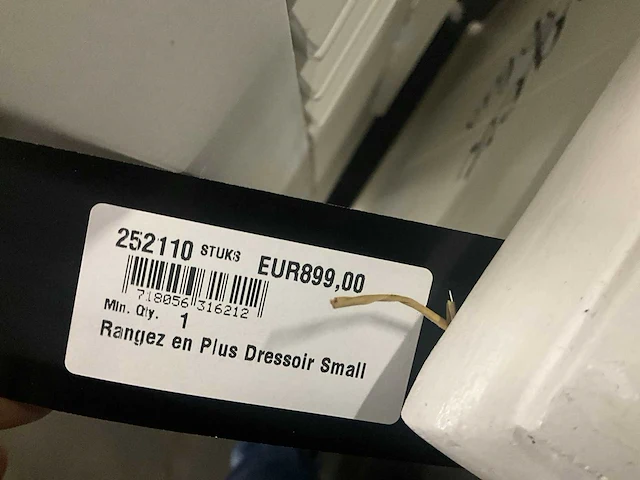 252110 STUKS EUR899,00
718056 316212
Min. Qty. 1
Rangez en Plus Dressoir Small